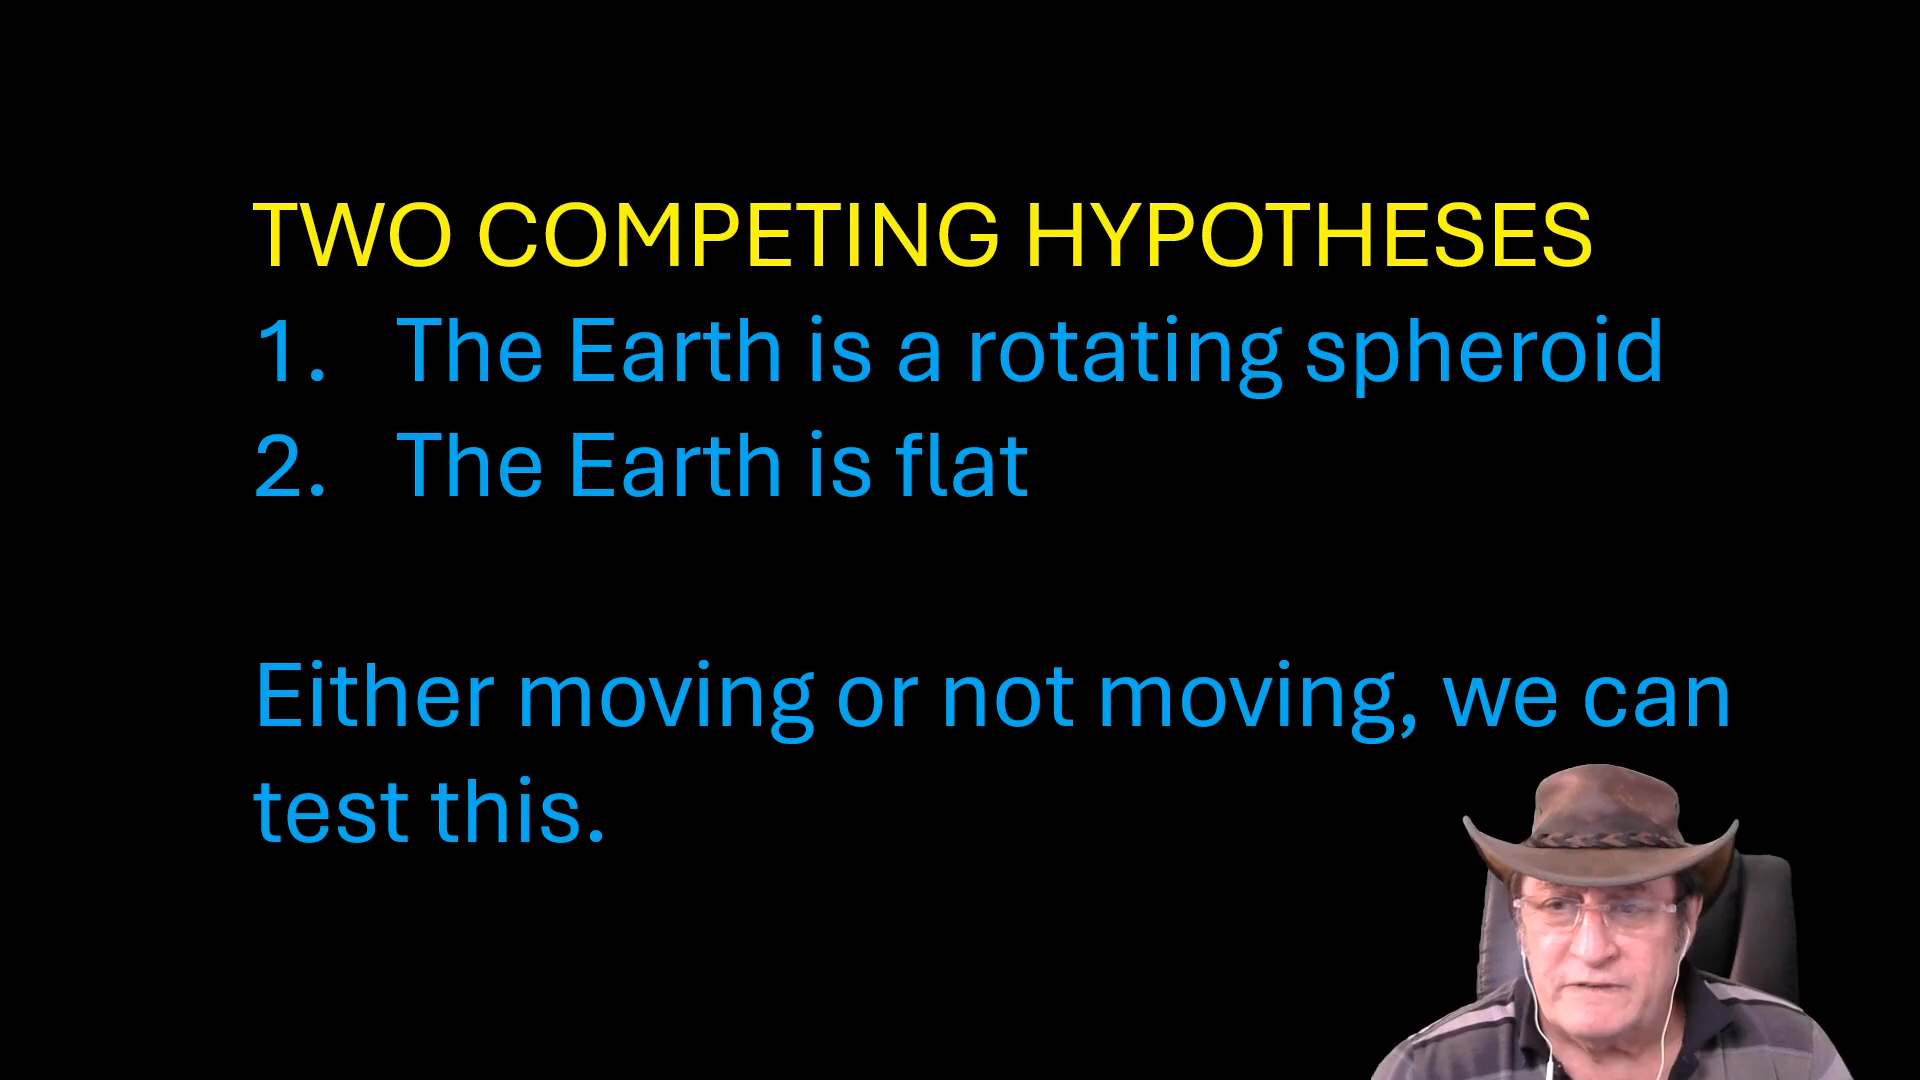 TWO COMPETING HYPOTHESES
1. The Earth is a rotating spheroid
2. The Earth is flat
Either moving or not moving, we can
test this.